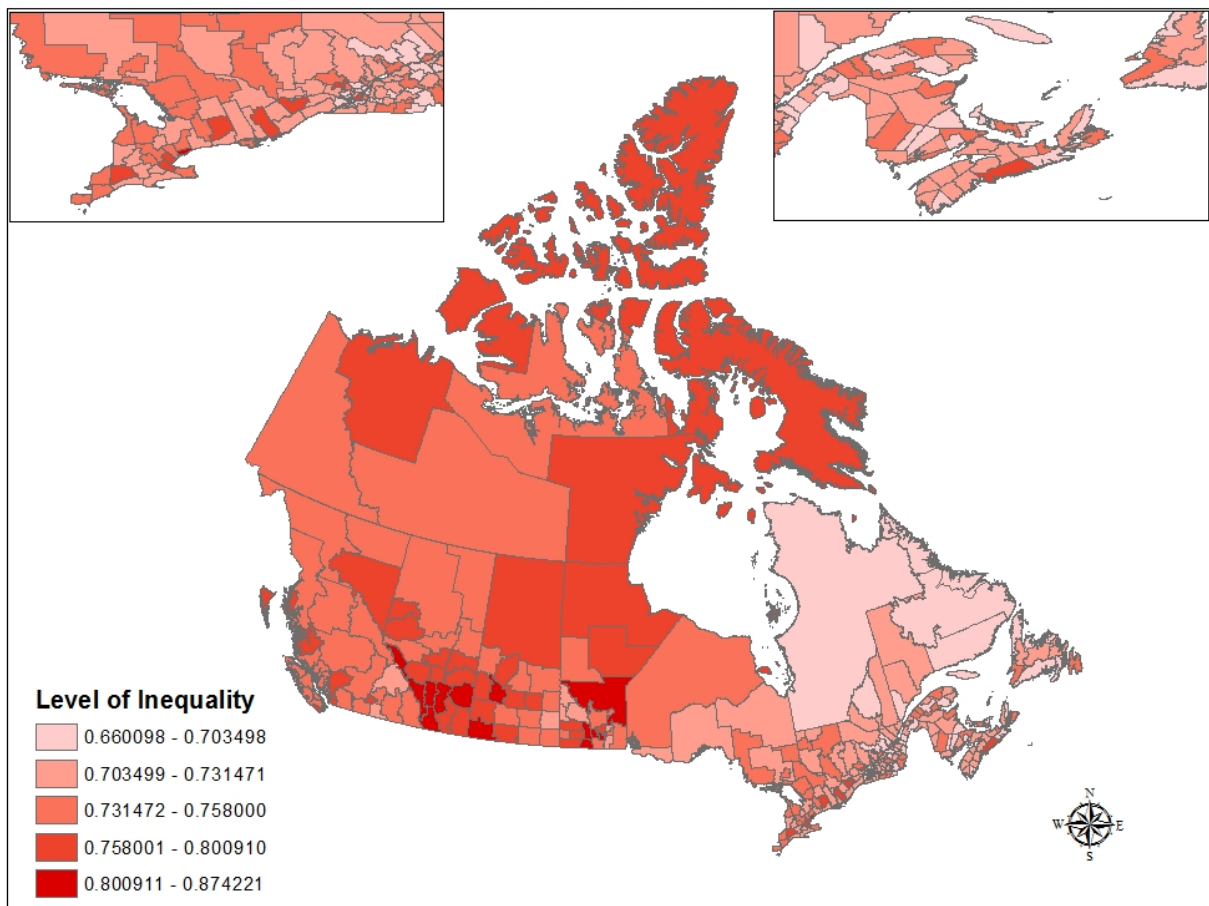 Level of Inequality
0.660098 - 0.703498
0.703499 - 0.731471
0.731472 - 0.758000
0.758001 - 0.800910
0.800911 - 0.874221
N
W E
S